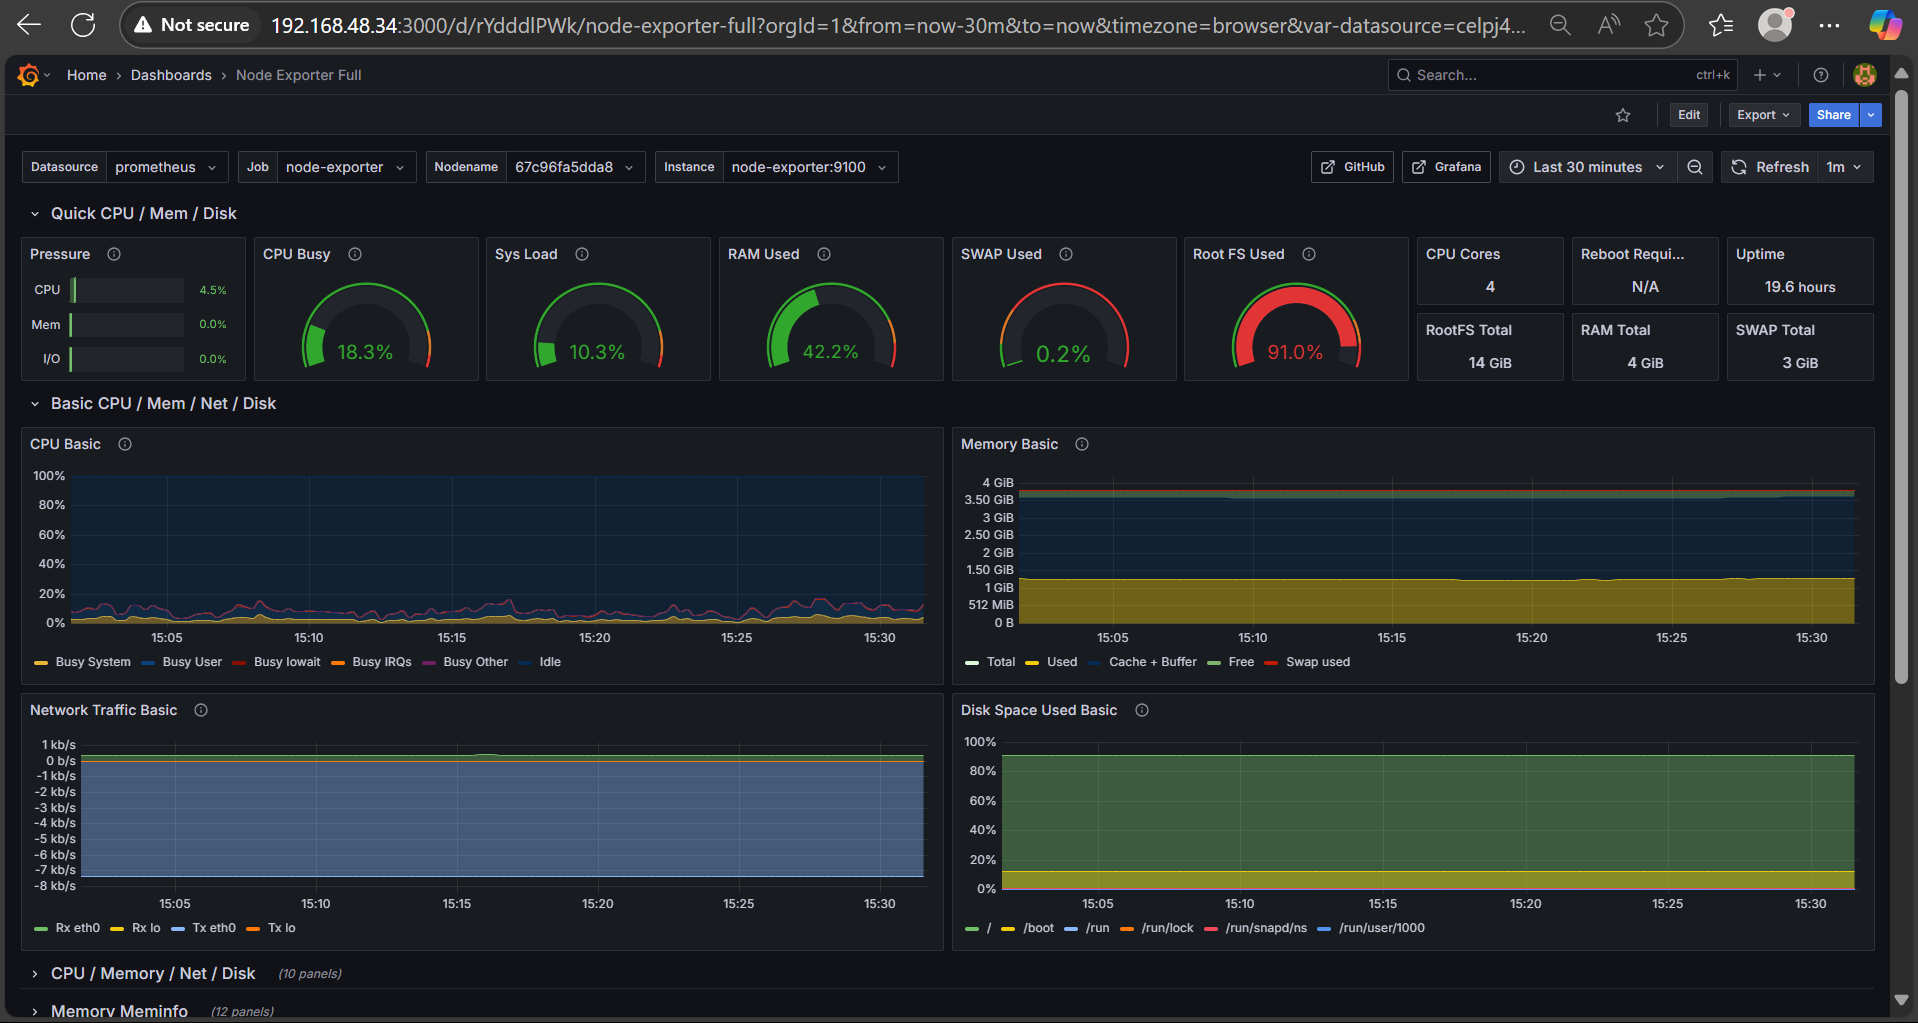 Not secure 192.168.48.34:3000/d/rYdddlPWk/node-exporter-full?orgId=1&from=now-30m&to=now&timezone=browser&var-datasource=celpj4...
Home › Dashboards › Node Exporter Full
Search... ctrl+k
Edit Export Share
Datasource prometheus Job node-exporter Nodename 67c96fa5dda8 Instance node-exporter:9100 GitHub Grafana Last 30 minutes Refresh 1m
Quick CPU / Mem / Disk
Pressure
CPU 4.5%
Mem 0.0%
I/O 0.0%
CPU Busy
18.3%
Sys Load
10.3%
RAM Used
42.2%
SWAP Used
0.2%
Root FS Used
91.0%
CPU Cores
4
Reboot Requi...
N/A
Uptime
19.6 hours
RootFS Total
14 GiB
RAM Total
4 GiB
SWAP Total
3 GiB
Basic CPU / Mem / Net / Disk
CPU Basic
100%
80%
60%
40%
20%
0%
15:05 15:10 15:15 15:20 15:25 15:30
Busy System Busy User Busy Iowait Busy IRQs Busy Other Idle
Memory Basic
4 GiB
3.50 GiB
3 GiB
2.50 GiB
2 GiB
1.50 GiB
1 GiB
512 MiB
0 B
15:05 15:10 15:15 15:20 15:25 15:30
Total Used Cache + Buffer Free Swap used
Network Traffic Basic
1 kb/s
0 b/s
-1 kb/s
-2 kb/s
-3 kb/s
-4 kb/s
-5 kb/s
-6 kb/s
-7 kb/s
-8 kb/s
15:05 15:10 15:15 15:20 15:25 15:30
Rx eth0 Rx lo Tx eth0 Tx lo
Disk Space Used Basic
100%
80%
60%
40%
20%
0%
15:05 15:10 15:15 15:20 15:25 15:30
/ /boot /run /run/lock /run/snapd/ns /run/user/1000
CPU / Memory / Net / Disk (10 panels)
Memory Meminfo (12 panels)